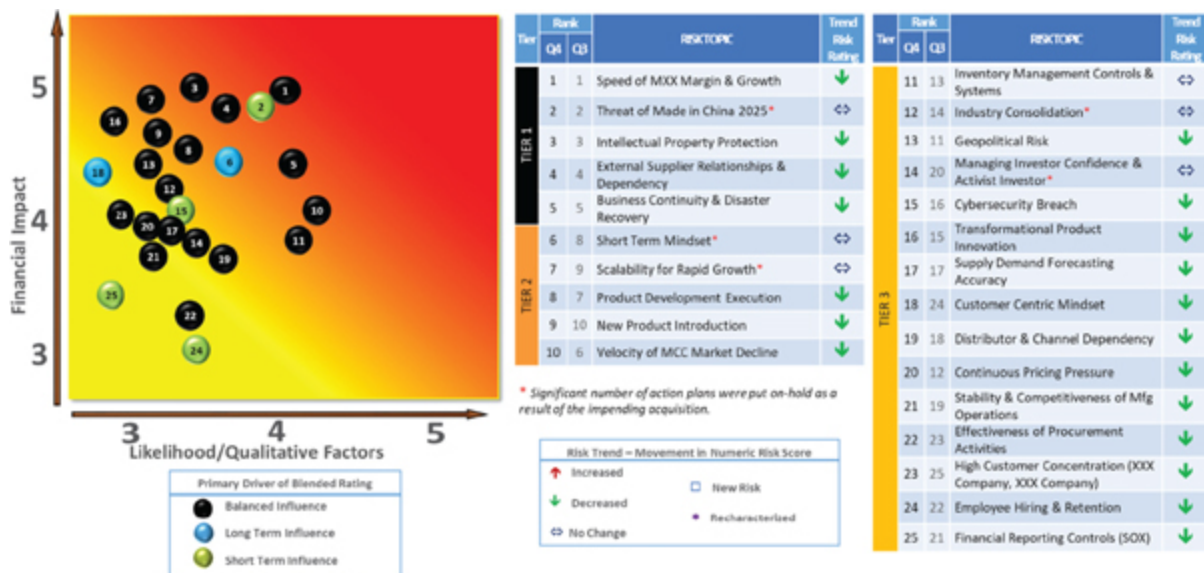 Financial Impact
5
4
3
3
4
5
Likelihood/Qualitative Factors
1
2
3
4
5
6
7
8
9
10
11
12
13
14
15
16
17
18
19
20
21
22
23
24
25
Primary Driver of Blended Rating
Balanced Influence
Long Term Influence
Short Term Influence
Tier
Rank
Q4 Q3
RISK TOPIC
Trend
Risk
Rating
TIER 1
1 1 Speed of MXX Margin & Growth
2 2 Threat of Made in China 2025*
3 3 Intellectual Property Protection
4 4 External Supplier Relationships &
Dependency
5 5 Business Continuity & Disaster
Recovery
TIER 2
6 8 Short Term Mindset*
7 9 Scalability for Rapid Growth*
8 7 Product Development Execution
9 10 New Product Introduction
10 6 Velocity of MCC Market Decline
* Significant number of action plans were put on-hold as a
result of the impending acquisition.
Risk Trend – Movement in Numeric Risk Score
Increased
Decreased
No Change
New Risk
Recharacterized
Tier
Rank
Q4 Q3
RISK TOPIC
Trend
Risk
Rating
TIER 3
11 13 Inventory Management Controls &
Systems
12 14 Industry Consolidation*
13 11 Geopolitical Risk
14 20 Managing Investor Confidence &
Activist Investor*
15 16 Cybersecurity Breach
16 15 Transformational Product
Innovation
17 17 Supply Demand Forecasting
Accuracy
18 24 Customer Centric Mindset
19 18 Distributor & Channel Dependency
20 12 Continuous Pricing Pressure
21 19 Stability & Competitiveness of Mfg
Operations
22 23 Effectiveness of Procurement
Activities
23 25 High Customer Concentration (XXX
Company, XXX Company)
24 22 Employee Hiring & Retention
25 21 Financial Reporting Controls (SOX)